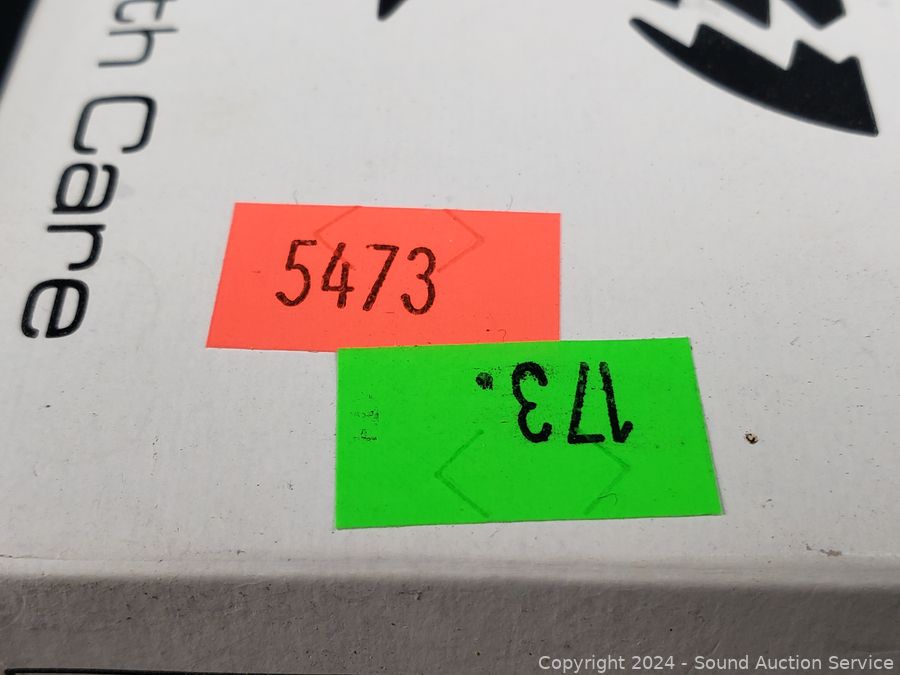 th Care
5473
173.
Copyright 2024 - Sound Auction Service